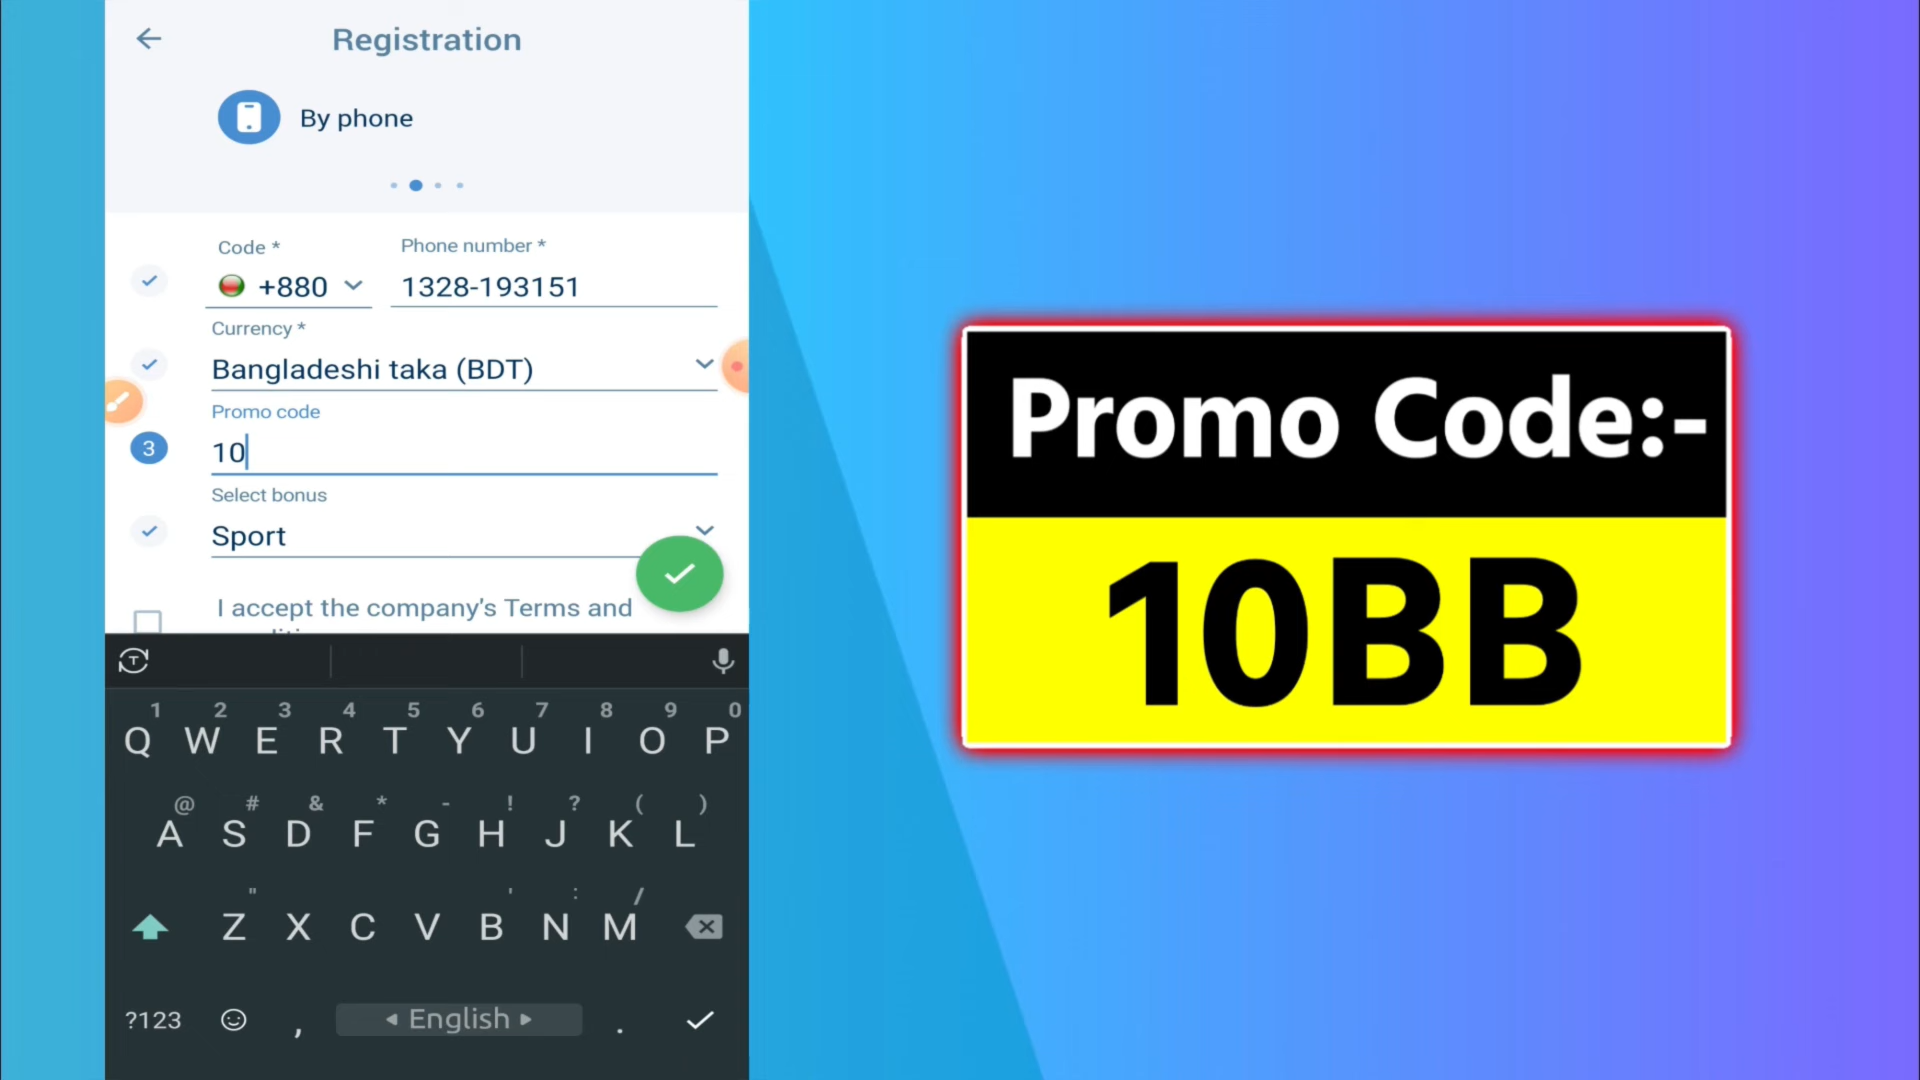 Registration
By phone
Code * Phone number *
+880 1328-193151
Currency *
Bangladeshi taka (BDT)
Promo code
3 10
Select bonus
Sport
I accept the company's Terms and
Promo Code:-
10BB
1 2 3 4 5 6 7 8 9 0
Q W E R T Y U I O P
@ # & * - ! ? ( )
A S D F G H J K L
" ' : /
Z X C V B N M
?123 , English .